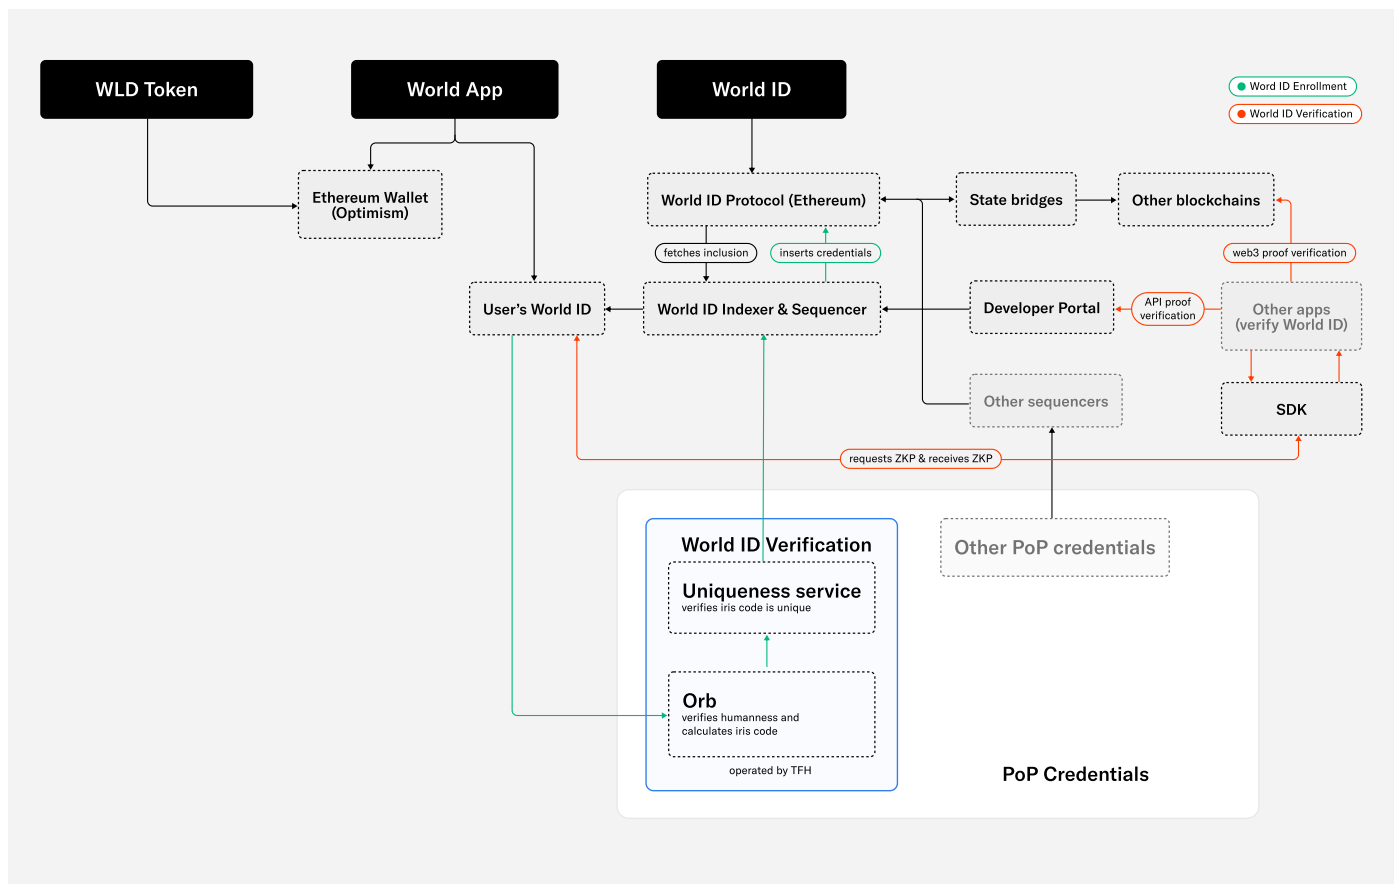 WLD Token
World App
World ID
Word ID Enrollment
World ID Verification
Ethereum Wallet
(Optimism)
World ID Protocol (Ethereum)
State bridges
Other blockchains
fetches inclusion
inserts credentials
web3 proof verification
User's World ID
World ID Indexer & Sequencer
Developer Portal
API proof
verification
Other apps
(verify World ID)
Other sequencers
SDK
requests ZKP & receives ZKP
World ID Verification
Other PoP credentials
Uniqueness service
verifies iris code is unique
Orb
verifies humanness and
calculates iris code
operated by TFH
PoP Credentials